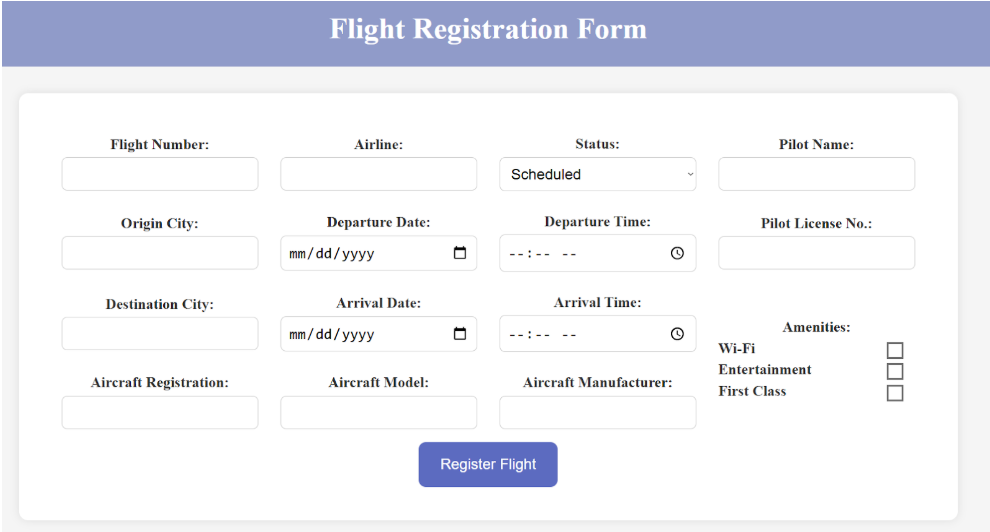 Flight Registration Form
Flight Number: Airline: Status: Pilot Name:
Scheduled
Origin City: Departure Date: Departure Time: Pilot License No.:
mm/dd/yyyy --:-- --
Destination City: Arrival Date: Arrival Time:
mm/dd/yyyy --:-- --
Amenities:
Wi-Fi
Entertainment
First Class
Aircraft Registration: Aircraft Model: Aircraft Manufacturer:
Register Flight